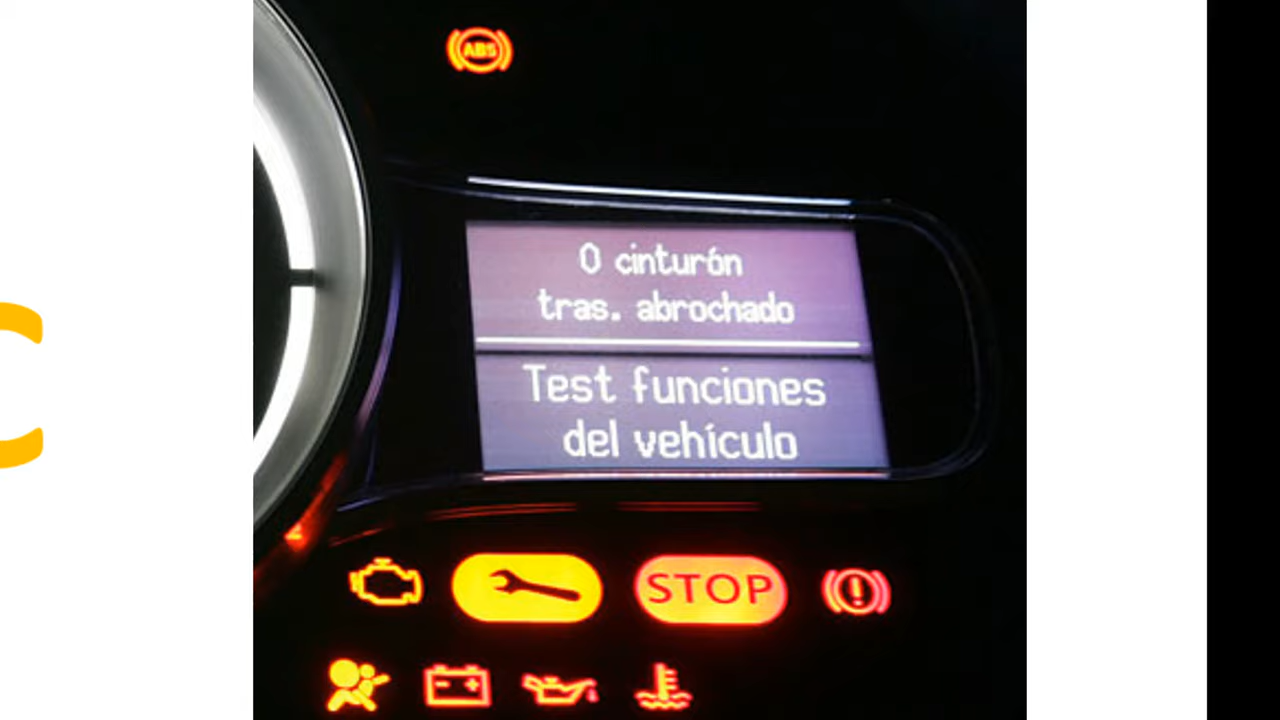 ABS
0 cinturón
tras. abrochado
Test funciones
del vehículo
STOP